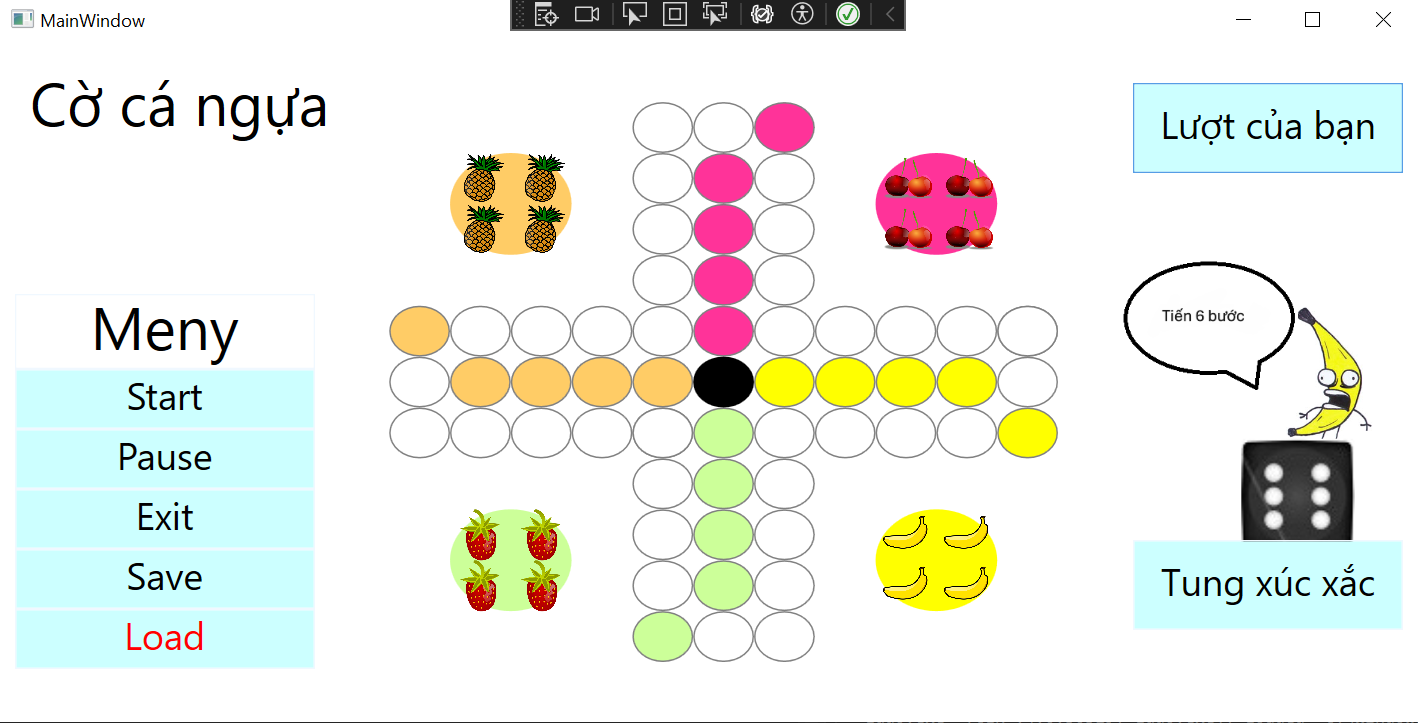 MainWindow
Cờ cá ngựa
Lượt của bạn
Tiến 6 bước
Meny
Start
Pause
Exit
Save
Load
Tung xúc xắc